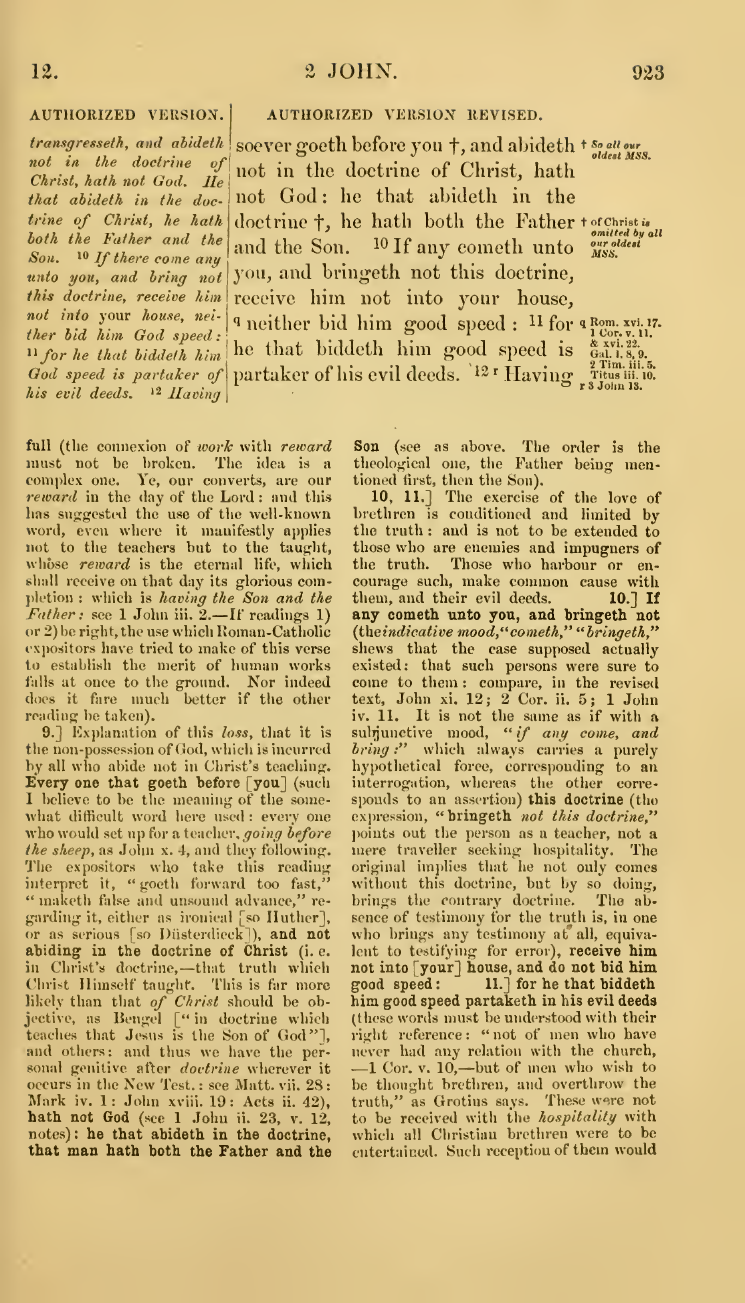 12.
2 JOHN.
923
AUTHORIZED VERSION.
transgresseth, and abideth
not in the doctrine of
Christ, hath not God. He
that abideth in the doc-
trine of Christ, he hath
both the Father and the
Son. 10 If there come any
unto you, and bring not
this doctrine, receive him
not into your house, nei-
ther bid him God speed:
11 for he that biddeth him
God speed is partaker of
his evil deeds. 12 Having
AUTHORIZED VERSION REVISED.
soever goeth before you †, and abideth
not in the doctrine of Christ, hath
not God: he that abideth in the
doctrine †, he hath both the Father
and the Son. 10 If any cometh unto
you, and bringeth not this doctrine,
receive him not into your house,
q neither bid him good speed: 11 for
he that biddeth him good speed is
partaker of his evil deeds. 12 r Having
† So all our
oldest MSS.
† of Christ is
omitted by all
our oldest
MSS.
q Rom. xvi. 17.
1 Cor. v. 11.
& xvi. 22.
Gal. i. 8, 9.
2 Tim. iii. 5.
Titus iii. 10.
r 3 John 13.
full (the connexion of work with reward
must not be broken. The idea is a
complex one. Ye, our converts, are our
reward in the day of the Lord: and this
has suggested the use of the well-known
word, even where it manifestly applies
not to the teachers but to the taught,
whose reward is the eternal life, which
shall receive on that day its glorious com-
pletion: which is having the Son and the
Father: see 1 John iii. 2.—If readings 1)
or 2) be right, the use which Roman-Catholic
expositors have tried to make of this verse
to establish the merit of human works
falls at once to the ground. Nor indeed
does it fare much better if the other
reading be taken).
9.] Explanation of this loss, that it is
the non-possession of God, which is incurred
by all who abide not in Christ's teaching.
Every one that goeth before [you] (such
I believe to be the meaning of the some-
what difficult word here used: every one
who would set up for a teacher, going before
the sheep, as John x. 4, and they following.
The expositors who take this reading
interpret it, "goeth forward too fast,"
"maketh false and unsound advance," re-
garding it, either as ironical [so Huther],
or as serious [so Düsterdieck]), and not
abiding in the doctrine of Christ (i. e.
in Christ's doctrine,—that truth which
Christ Himself taught. This is far more
likely than that of Christ should be ob-
jective, as Bengel ["in doctrine which
teaches that Jesus is the Son of God"],
and others: and thus we have the per-
sonal genitive after doctrine wherever it
occurs in the New Test.: see Matt. vii. 28:
Mark iv. 1: John xviii. 19: Acts ii. 42),
hath not God (see 1 John ii. 23, v. 12,
notes): he that abideth in the doctrine,
that man hath both the Father and the
Son (see as above. The order is the
theological one, the Father being men-
tioned first, then the Son).
10, 11.] The exercise of the love of
brethren is conditioned and limited by
the truth: and is not to be extended to
those who are enemies and impugners of
the truth. Those who harbour or en-
courage such, make common cause with
them, and their evil deeds. 10.] If
any cometh unto you, and bringeth not
(the indicative mood, "cometh," "bringeth,"
shews that the case supposed actually
existed: that such persons were sure to
come to them: compare, in the revised
text, John xi. 12; 2 Cor. ii. 5; 1 John
iv. 11. It is not the same as if with a
subjunctive mood, "if any come, and
bring:" which always carries a purely
hypothetical force, corresponding to an
interrogation, whereas the other corre-
sponds to an assertion) this doctrine (the
expression, "bringeth not this doctrine,"
points out the person as a teacher, not a
mere traveller seeking hospitality. The
original implies that he not only comes
without this doctrine, but by so doing,
brings the contrary doctrine. The ab-
sence of testimony for the truth is, in one
who brings any testimony at all, equiva-
lent to testifying for error), receive him
not into [your] house, and do not bid him
good speed: 11.] for he that biddeth
him good speed partaketh in his evil deeds
(these words must be understood with their
right reference: "not of men who have
never had any relation with the church,
—1 Cor. v. 10,—but of men who wish to
be thought brethren, and overthrow the
truth," as Grotius says. These were not
to be received with the hospitality with
which all Christian brethren were to be
entertained. Such reception of them would